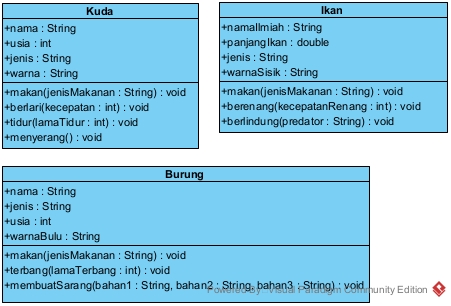 Kuda
+nama : String
+usia : int
+jenis : String
+warna : String
+makan(jenisMakanan : String) : void
+berlari(kecepatan : int) : void
+tidur(lamaTidur : int) : void
+menyerang() : void
Ikan
+namaIlmiah : String
+panjangIkan : double
+jenis : String
+warnaSisik : String
+makan(jenisMakanan : String) : void
+berenang(kecepatanRenang : int) : void
+berlindung(predator : String) : void
Burung
+nama : String
+jenis : String
+usia : int
+warnaBulu : String
+makan(jenisMakanan : String) : void
+terbang(lamaTerbang : int) : void
+membuatSarang(bahan1 : String, bahan2 : String, bahan3 : String) : void
Powered By Visual Paradigm Community Edition